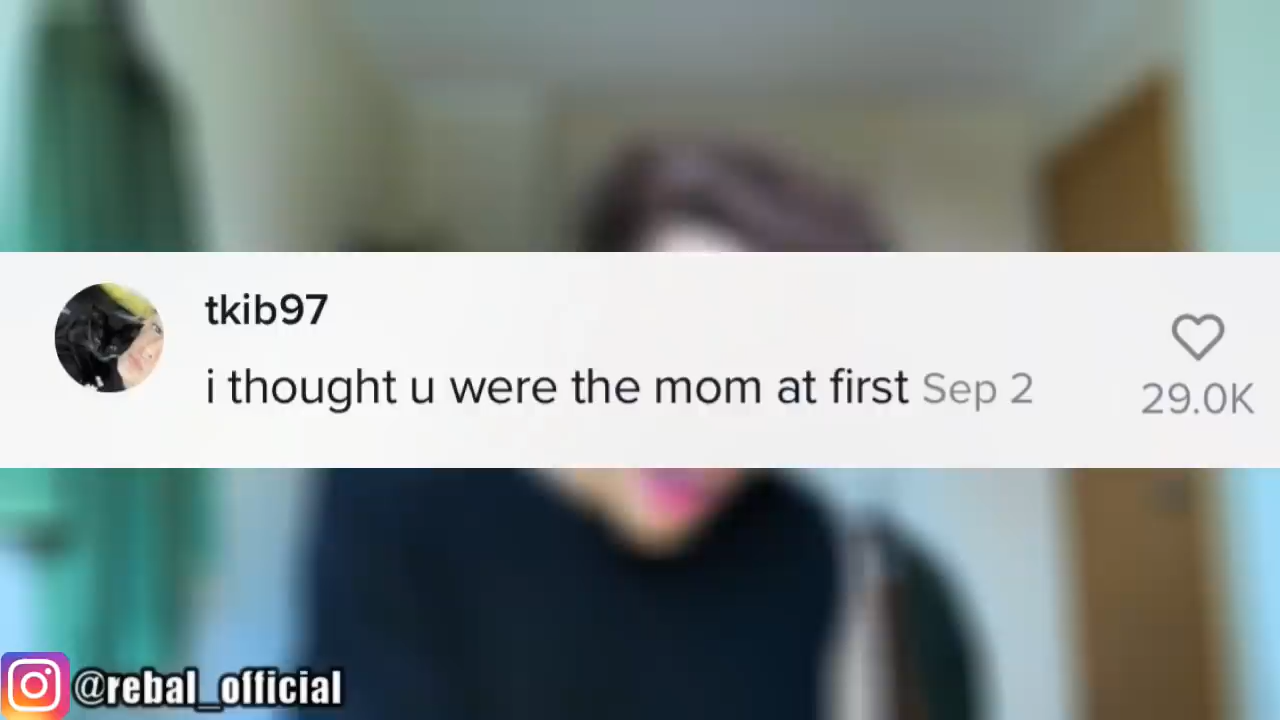 tkib97
i thought u were the mom at first Sep 2
29.0K
@rebal_official